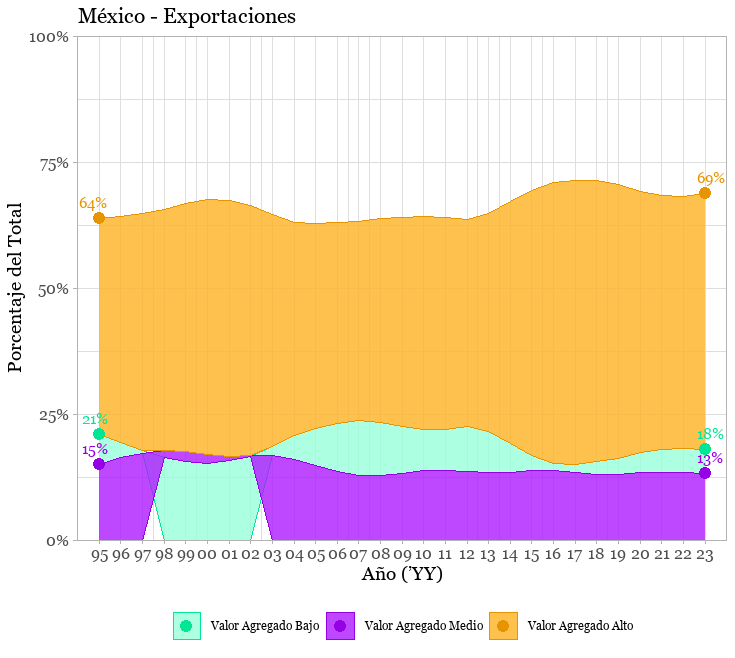 México - Exportaciones
100%
75%
50%
25%
0%
Porcentaje del Total
64%
69%
21%
18%
15%
13%
95 96 97 98 99 00 01 02 03 04 05 06 07 08 09 10 11 12 13 14 15 16 17 18 19 20 21 22 23
Año ('YY)
Valor Agregado Bajo Valor Agregado Medio Valor Agregado Alto